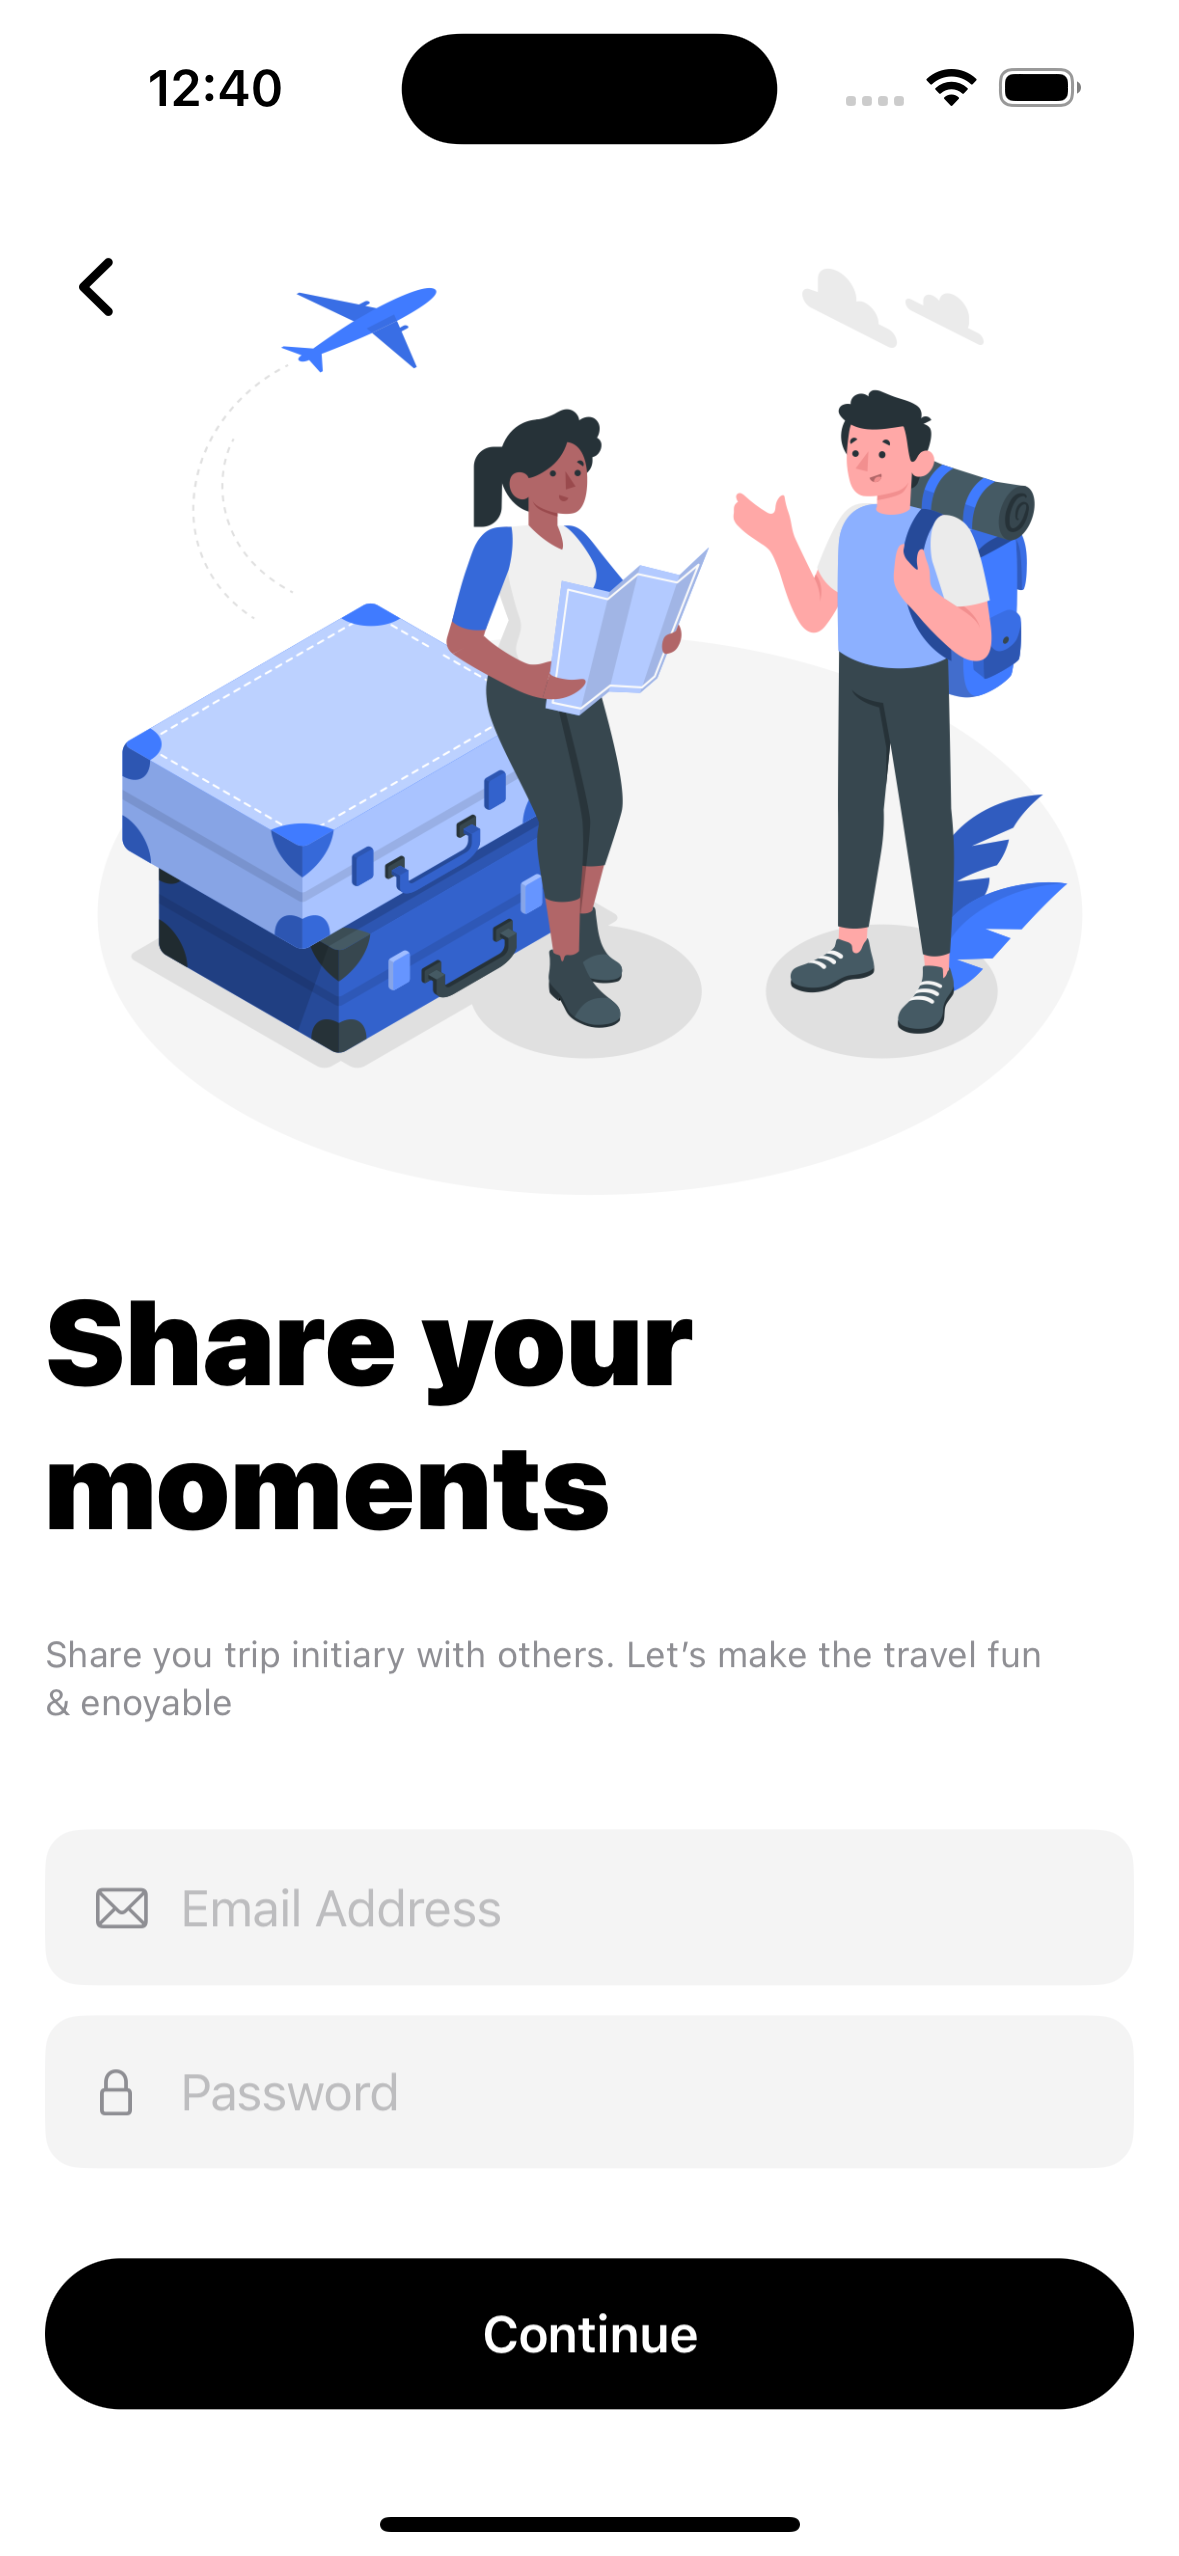 12:40
Share your
moments
Share you trip initiary with others. Let’s make the travel fun
& enoyable
Email Address
Password
Continue